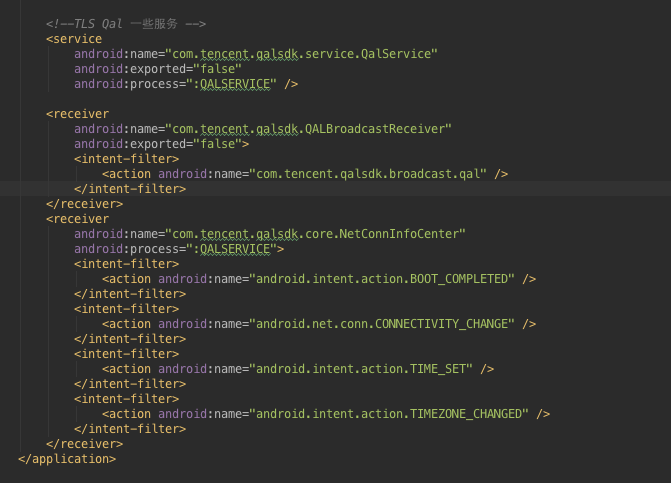 <!--TLS Qal 一些服务 -->
<service
android:name="com.tencent.qalsdk.service.QalService"
android:exported="false"
android:process=":QALSERVICE" />
<receiver
android:name="com.tencent.qalsdk.QALBroadcastReceiver"
android:exported="false">
<intent-filter>
<action android:name="com.tencent.qalsdk.broadcast.qal" />
</intent-filter>
</receiver>
<receiver
android:name="com.tencent.qalsdk.core.NetConnInfoCenter"
android:process=":QALSERVICE">
<intent-filter>
<action android:name="android.intent.action.BOOT_COMPLETED" />
</intent-filter>
<intent-filter>
<action android:name="android.net.conn.CONNECTIVITY_CHANGE" />
</intent-filter>
<intent-filter>
<action android:name="android.intent.action.TIME_SET" />
</intent-filter>
<intent-filter>
<action android:name="android.intent.action.TIMEZONE_CHANGED" />
</intent-filter>
</receiver>
</application>